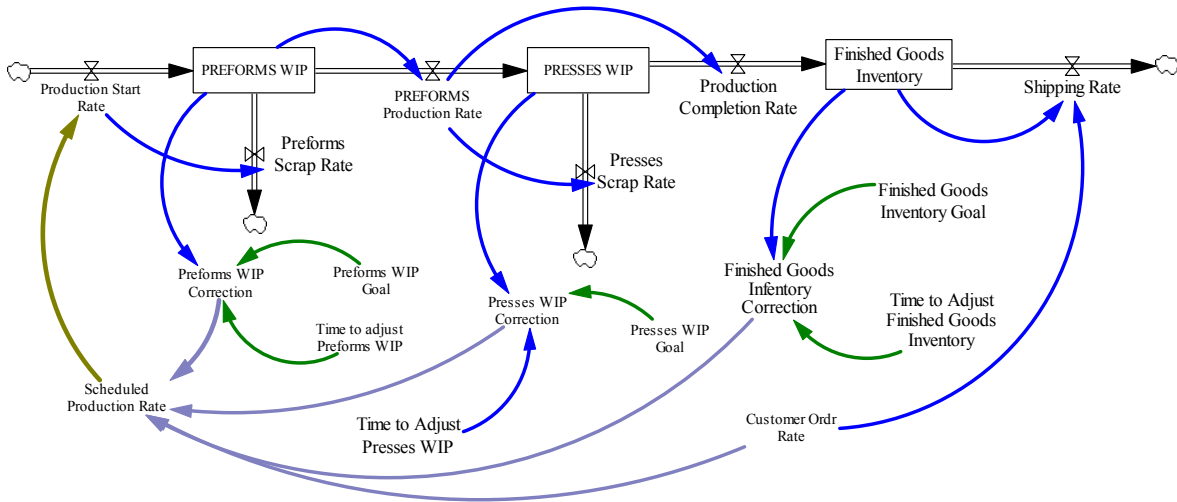 PREFORMS WIP
PRESSES WIP
Finished Goods
Inventory
Production Start
Rate
PREFORMS
Production Rate
Production
Completion Rate
Shipping Rate
Preforms
Scrap Rate
Presses
Scrap Rate
Finished Goods
Inventory Goal
Preforms WIP
Correction
Preforms WIP
Goal
Presses WIP
Correction
Finished Goods
Infentory
Correction
Time to adjust
Preforms WIP
Presses WIP
Goal
Time to Adjust
Finished Goods
Inventory
Scheduled
Production Rate
Time to Adjust
Presses WIP
Customer Ordr
Rate